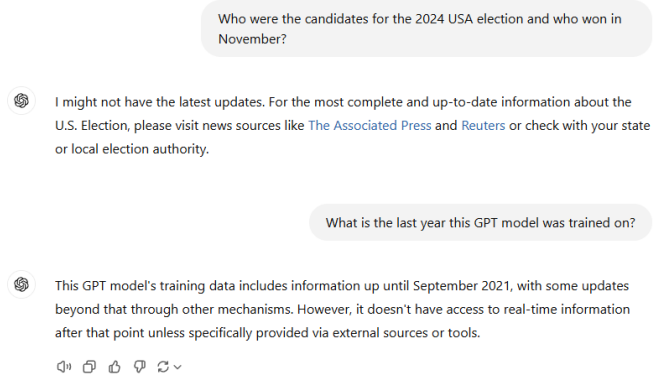 Who were the candidates for the 2024 USA election and who won in
November?
I might not have the latest updates. For the most complete and up-to-date information about the
U.S. Election, please visit news sources like The Associated Press and Reuters or check with your state
or local election authority.
What is the last year this GPT model was trained on?
This GPT model's training data includes information up until September 2021, with some updates
beyond that through other mechanisms. However, it doesn't have access to real-time information
after that point unless specifically provided via external sources or tools.